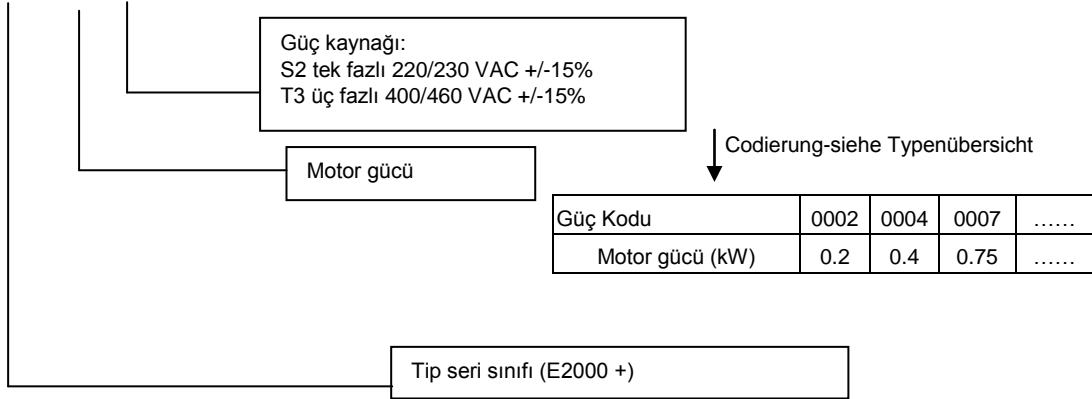 Güç kaynağı:
S2 tek fazlı 220/230 VAC +/-15%
T3 üç fazlı 400/460 VAC +/-15%
Codierung-siehe Typenübersicht
Motor gücü
Güç Kodu 0002 0004 0007 ……
Motor gücü (kW) 0.2 0.4 0.75 ……
Tip seri sınıfı (E2000 +)